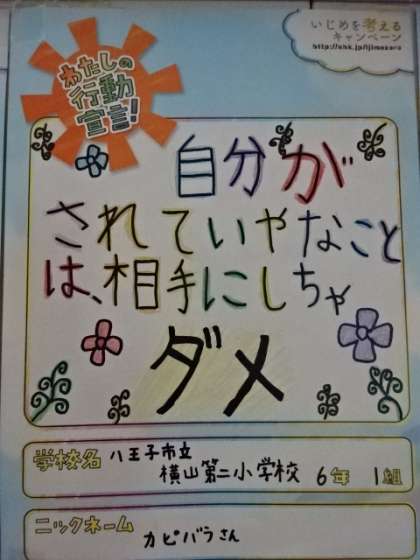 いじめを考える
キャンペーン
http://nhk.jp/ijimezero
わたしの
行動
宣言!
自分が
されていやなこと
は、相手にしちゃ
ダメ
学校名 八王子市立
横山第二小学校 6年 1組
ニックネーム
カピバラさん